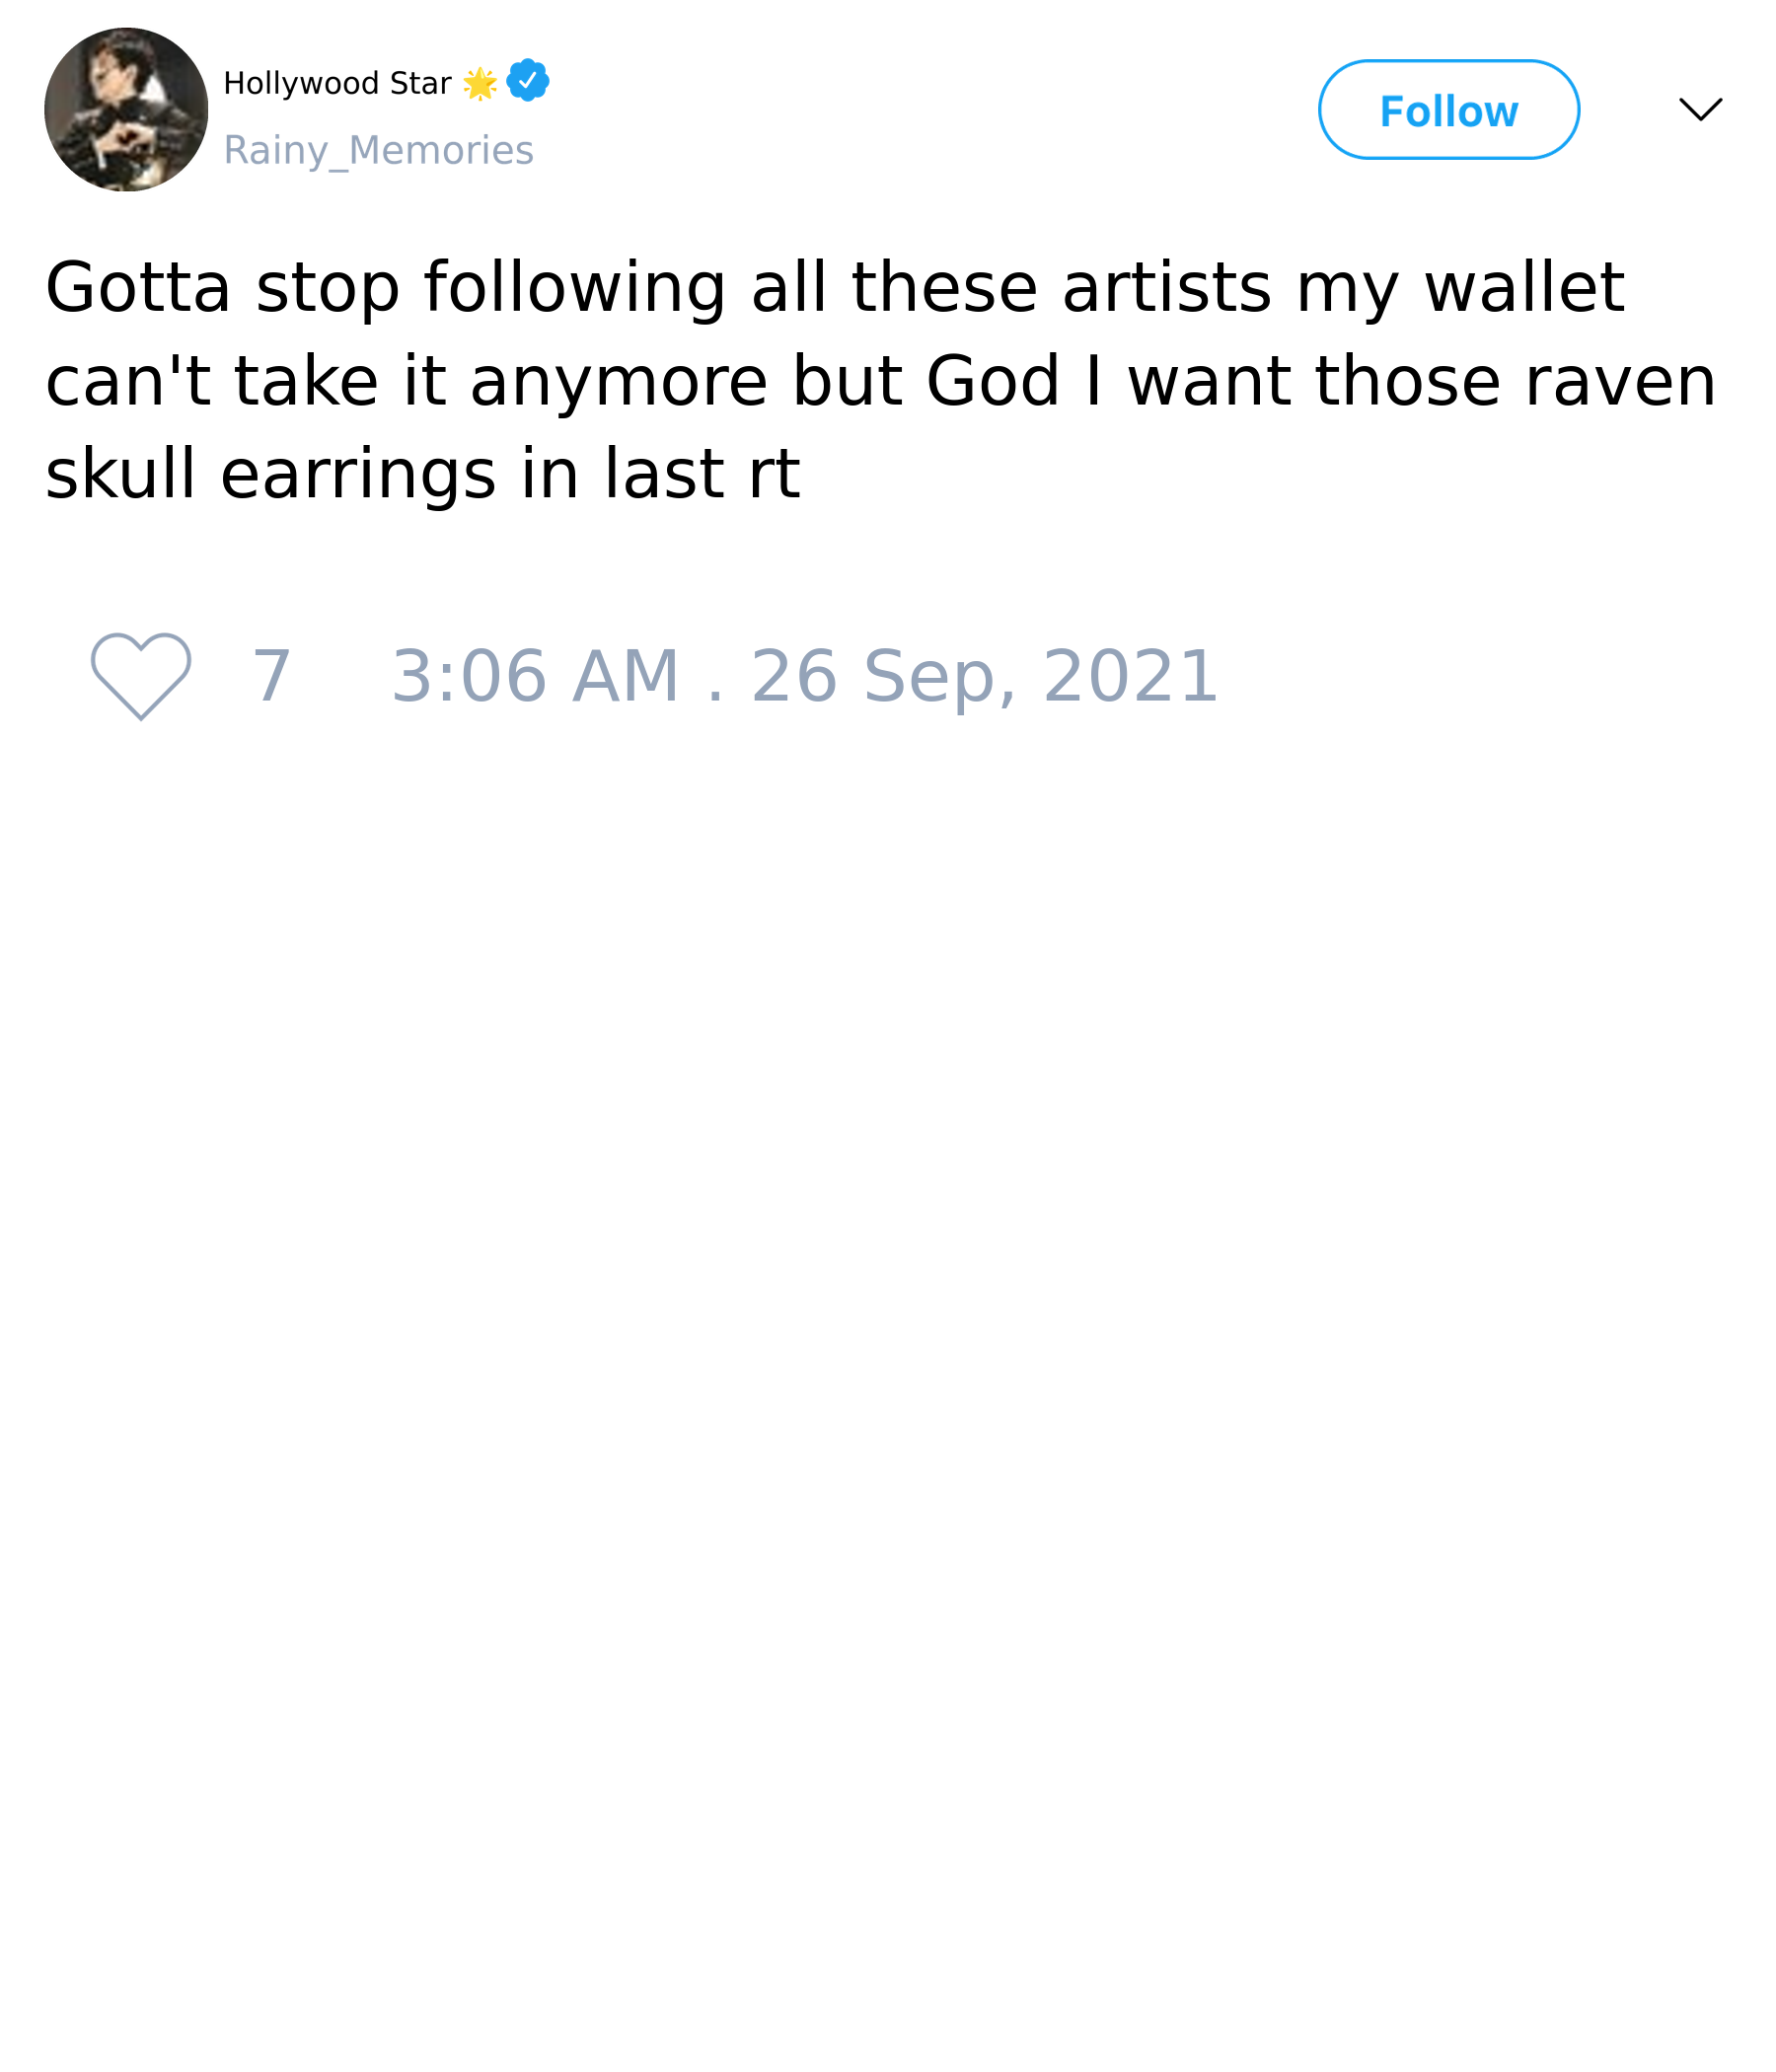 Hollywood Star 🌟
Rainy_Memories
Follow
Gotta stop following all these artists my wallet
can't take it anymore but God I want those raven
skull earrings in last rt
7 3:06 AM . 26 Sep, 2021